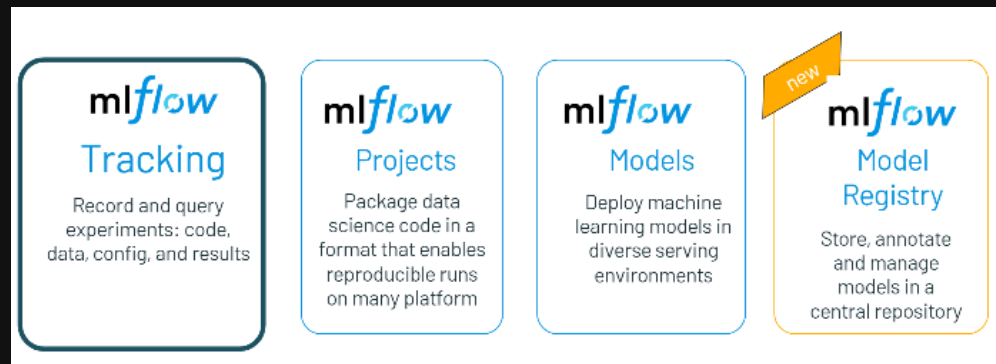 mlflow
Tracking
Record and query
experiments: code,
data, config, and results
mlflow
Projects
Package data
science code in a
format that enables
reproducible runs
on many platform
mlflow
Models
Deploy machine
learning models in
diverse serving
environments
new
mlflow
Model
Registry
Store, annotate
and manage
models in a
central repository